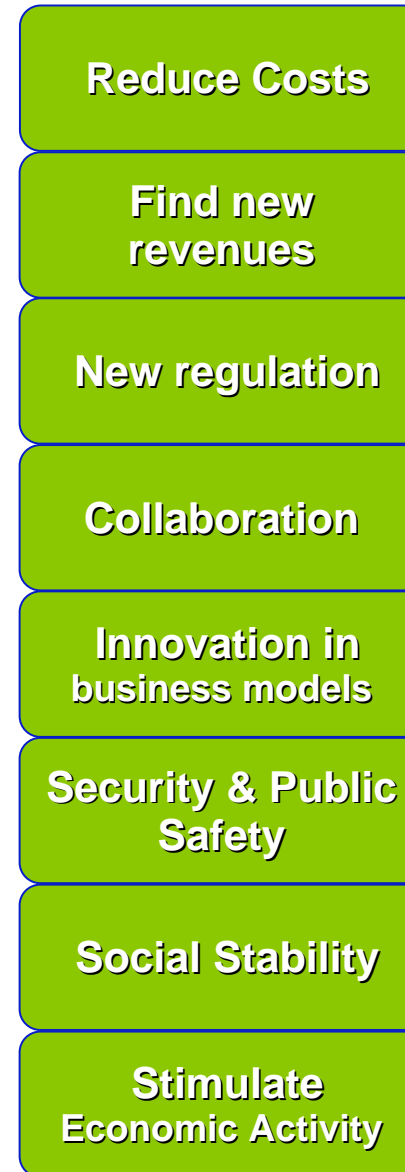 Reduce Costs
Find new
revenues
New regulation
Collaboration
Innovation in
business models
Security & Public
Safety
Social Stability
Stimulate
Economic Activity